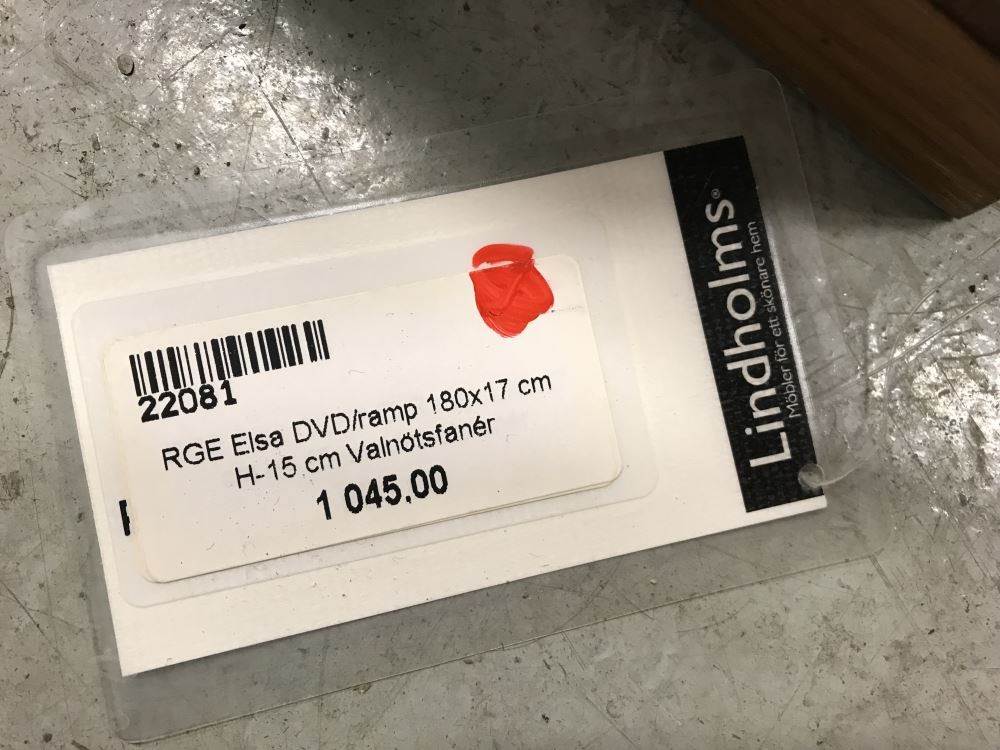 22081
RGE Elsa DVD/ramp 180x17 cm
H-15 cm Valnötsfanér
1 045.00
Lindholms®
Möbler för ett skönare hem